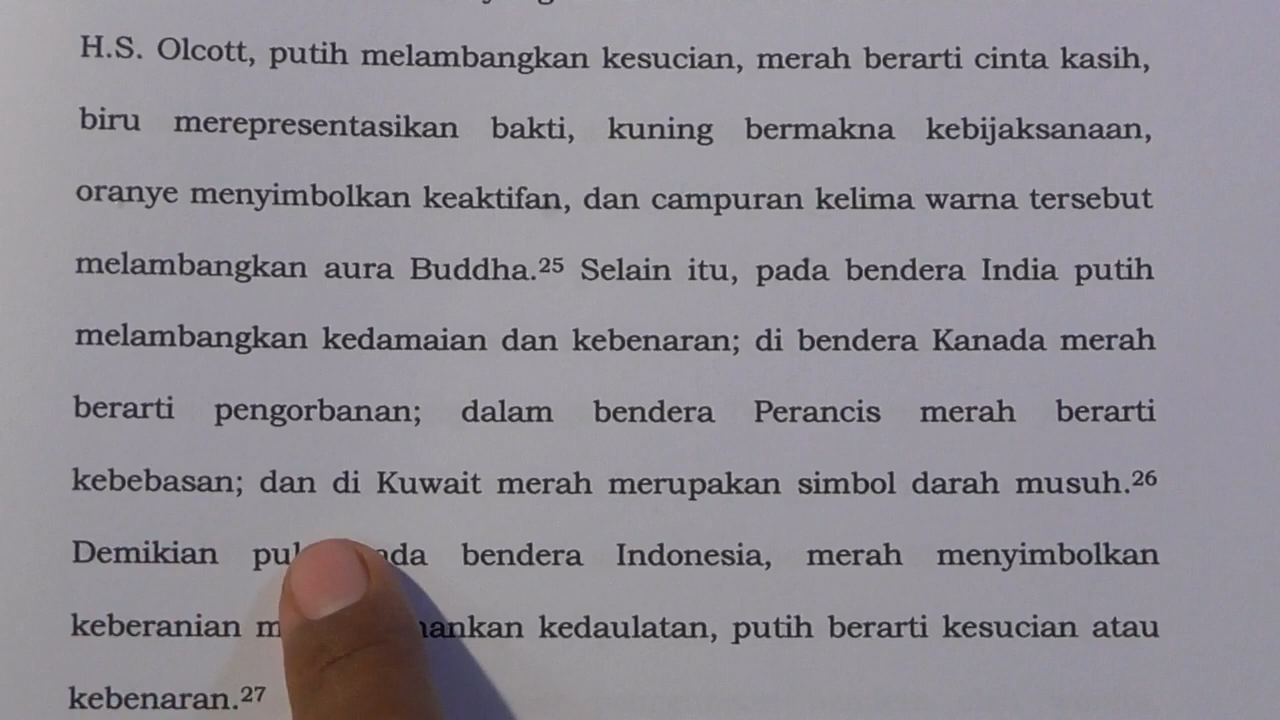 H.S. Olcott, putih melambangkan kesucian, merah berarti cinta kasih,
biru merepresentasikan bakti, kuning bermakna kebijaksanaan,
oranye menyimbolkan keaktifan, dan campuran kelima warna tersebut
melambangkan aura Buddha.25 Selain itu, pada bendera India putih
melambangkan kedamaian dan kebenaran; di bendera Kanada merah
berarti pengorbanan; dalam bendera Perancis merah berarti
kebebasan; dan di Kuwait merah merupakan simbol darah musuh.26
Demikian bendera Indonesia, merah menyimbolkan
keberanian kedaulatan, putih berarti kesucian atau
kebenaran.27